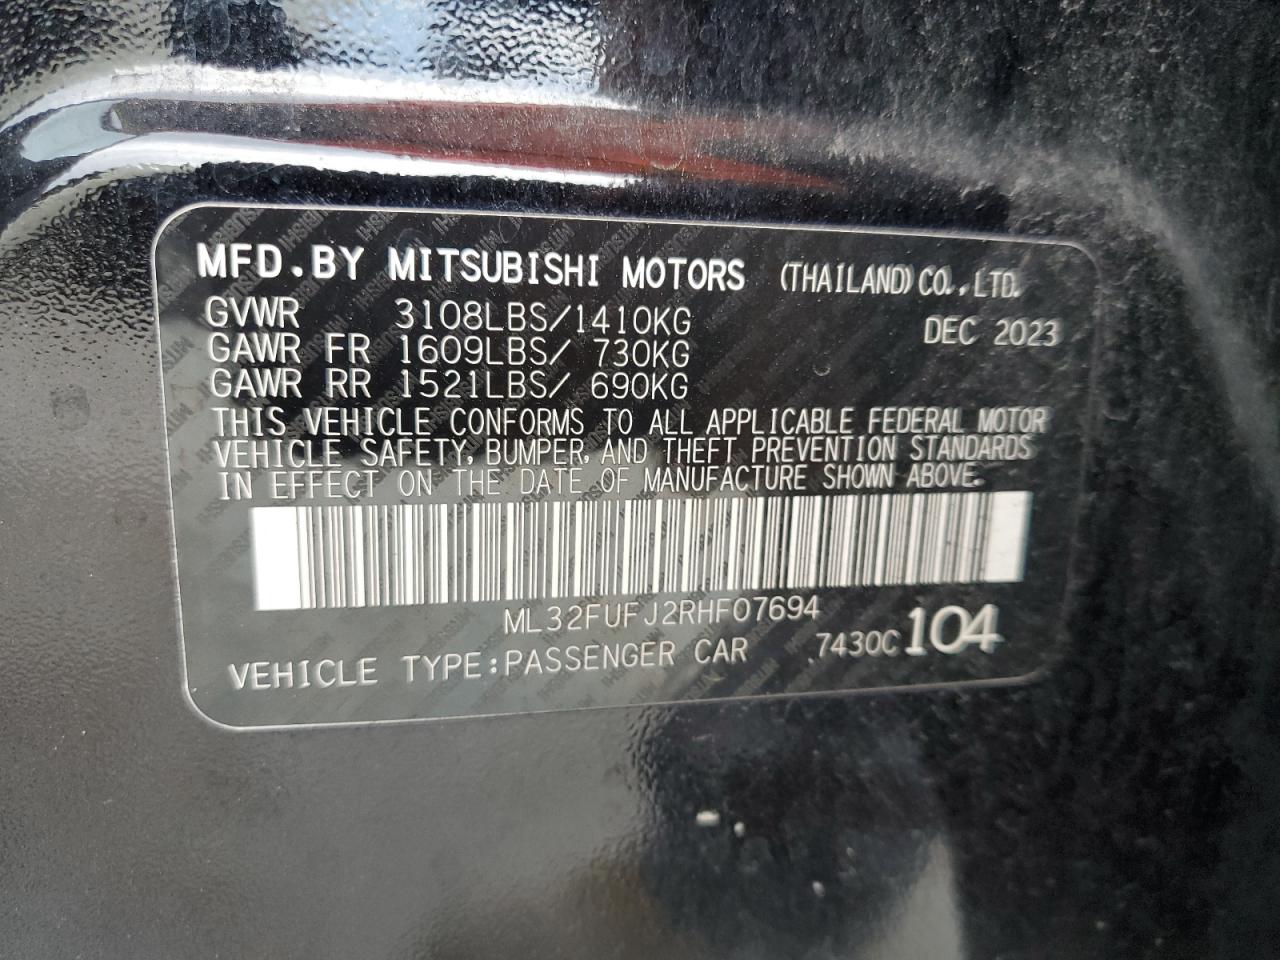 MFD.BY MITSUBISHI MOTORS (THAILAND) CO.,LTD.
GVWR 3108LBS/1410KG DEC 2023
GAWR FR 1609LBS/ 730KG
GAWR RR 1521LBS/ 690KG
THIS VEHICLE CONFORMS TO ALL APPLICABLE FEDERAL MOTOR
VEHICLE SAFETY, BUMPER, AND THEFT PREVENTION STANDARDS
IN EFFECT ON THE DATE OF MANUFACTURE SHOWN ABOVE.
ML32FUFJ2RHF07694
VEHICLE TYPE:PASSENGER CAR 7430C 104